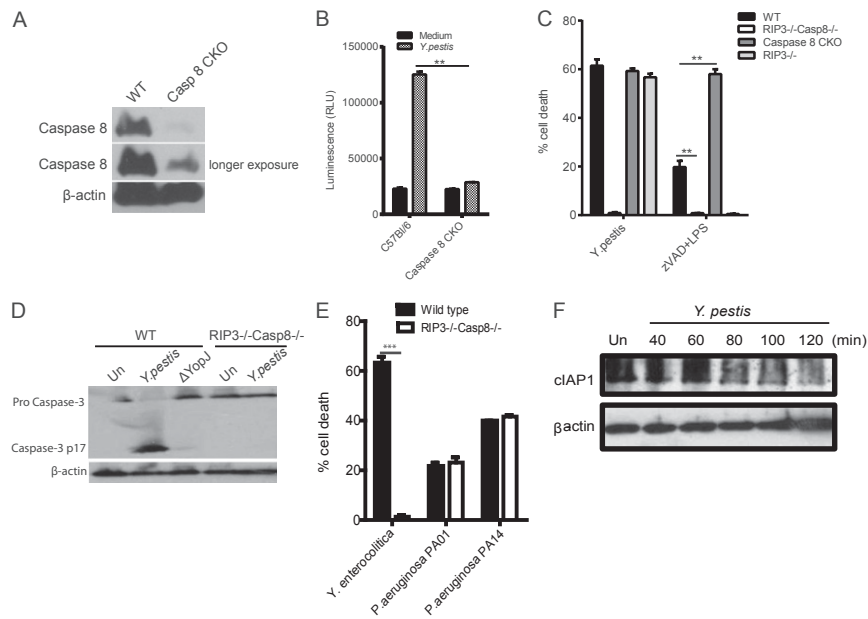 A
WT
Casp 8 CKO
Caspase 8
Caspase 8 longer exposure
β-actin
B
Medium
Y.pestis
**
Luminescence (RLU)
150000
100000
50000
0
C57Bl/6
Caspase 8 CKO
C
WT
RIP3-/-Casp8-/-
Caspase 8 CKO
RIP3-/-
% cell death
80
60
40
20
0
**
**
Y.pestis
zVAD+LPS
D
WT RIP3-/-Casp8-/-
Un Y.pestis ΔYopJ Un Y.pestis
Pro Caspase-3
Caspase-3 p17
β-actin
E
Wild type
RIP3-/-Casp8-/-
% cell death
80
60
40
20
0
***
Y. enterocolitica
P.aeruginosa PA01
P.aeruginosa PA14
F
Y. pestis
Un 40 60 80 100 120 (min)
cIAP1
βactin